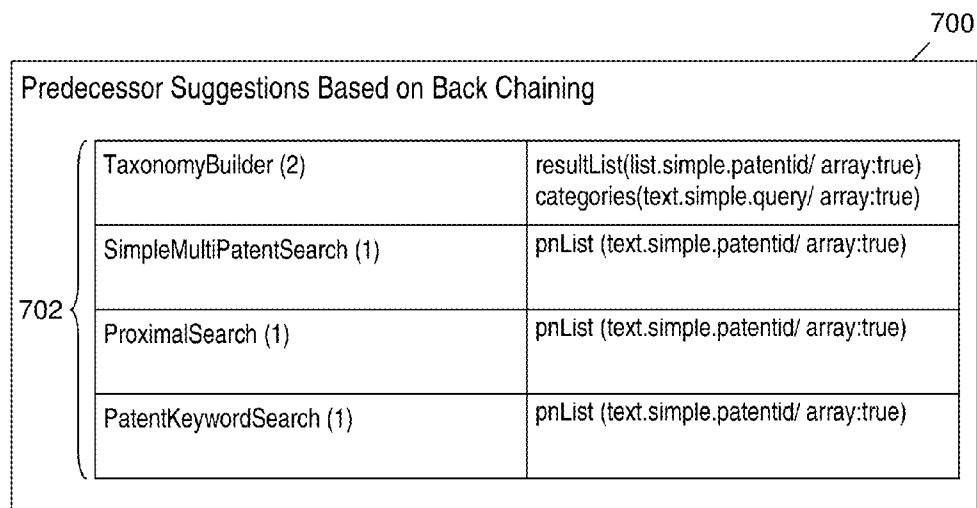 700
Predecessor Suggestions Based on Back Chaining
TaxonomyBuilder (2)
resultList(list.simple.patentid/ array:true)
categories(text.simple.query/ array:true)
SimpleMultiPatentSearch (1)
pnList (text.simple.patentid/ array:true)
702
ProximalSearch (1)
pnList (text.simple.patentid/ array:true)
PatentKeywordSearch (1)
pnList (text.simple.patentid/ array:true)